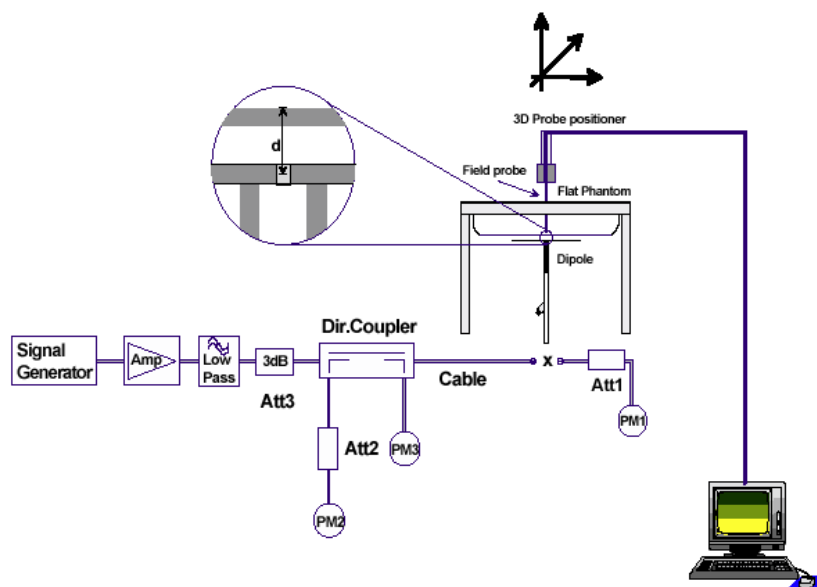 3D Probe positioner
d
Field probe
Flat Phantom
Dipole
Dir.Coupler
Signal
Generator
Amp
Low
Pass
3dB
Cable
x
Att1
Att3
PM1
Att2
PM3
PM2